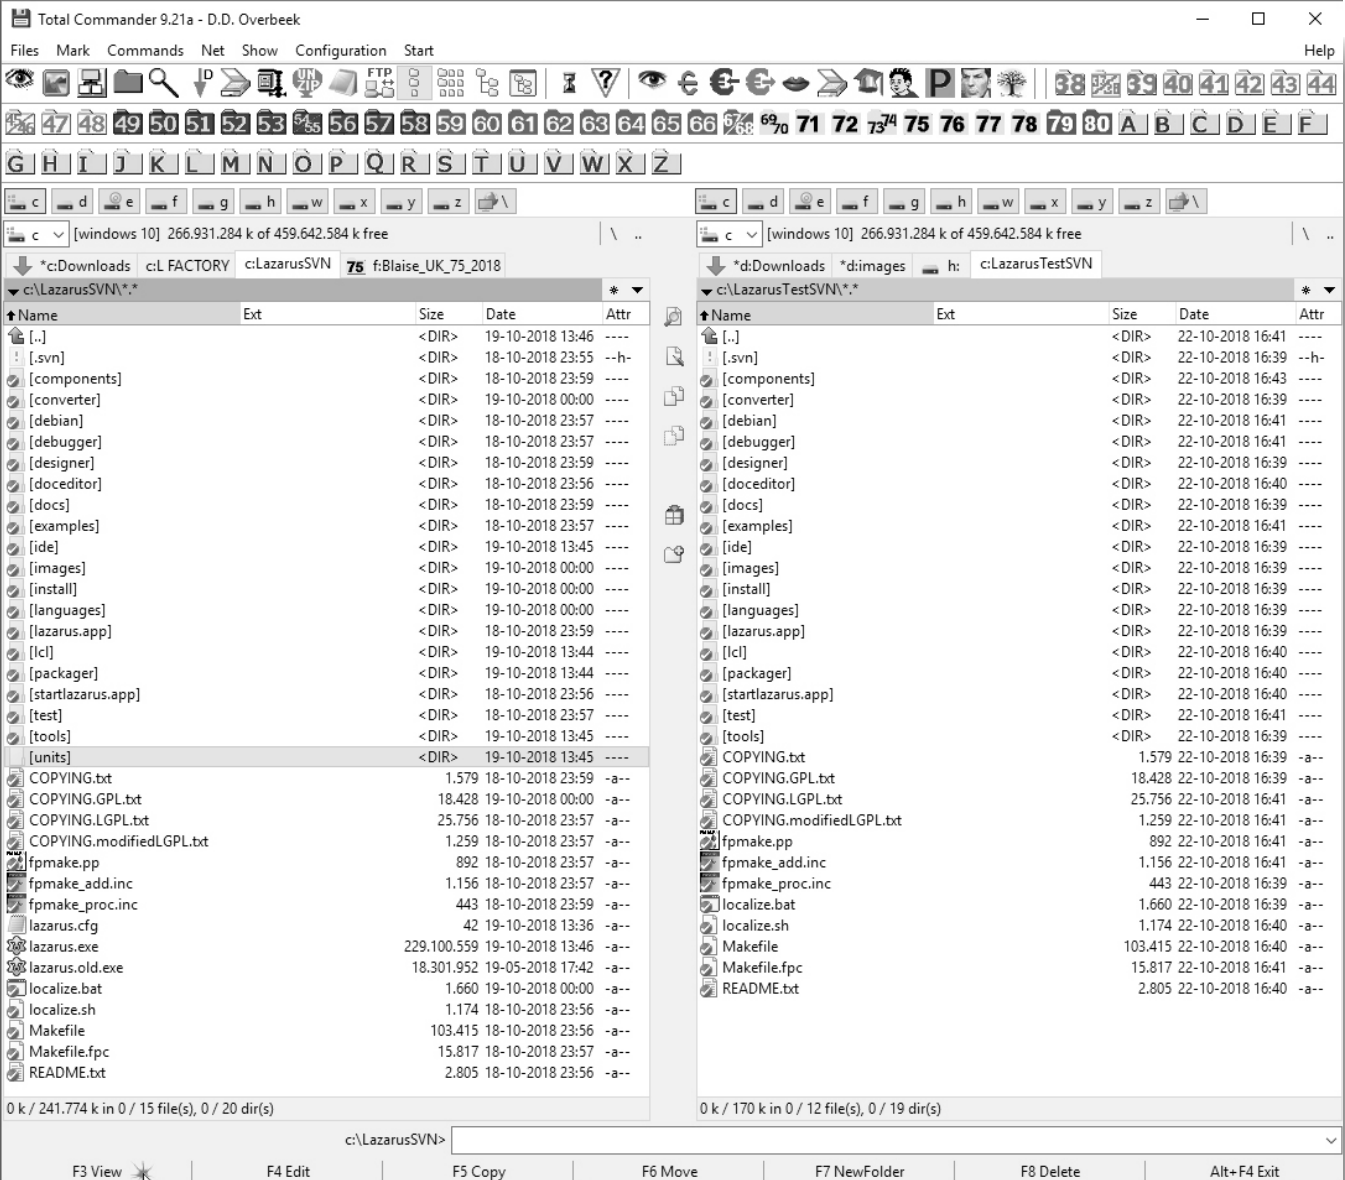 Total Commander 9.21a - D.D. Overbeek
Files Mark Commands Net Show Configuration Start Help
D UN ZIP FTP ? P 38 39 40 41 42 43 44
45/46 47 48 49 50 51 52 53 54/55 56 57 58 59 60 61 62 63 64 65 66 67/68 69/70 71 72 73/74 75 76 77 78 79 80 A B C D E F
G H I J K L M N O P Q R S T U V W X Z
c d e f g h w x y z \ c d e f g h w x y z \
c [windows 10] 266.931.284 k of 459.642.584 k free \ .. c [windows 10] 266.931.284 k of 459.642.584 k free \ ..
*c:Downloads c:L FACTORY c:LazarusSVN 75 f:Blaise_UK_75_2018 *d:Downloads *d:images h: c:LazarusTestSVN
c:\LazarusSVN\*.* * c:\LazarusTestSVN\*.* *
Name Ext Size Date Attr Name Ext Size Date Attr
[..] <DIR> 19-10-2018 13:46 ---- [..] <DIR> 22-10-2018 16:41 ----
[.svn] <DIR> 18-10-2018 23:55 --h- [.svn] <DIR> 22-10-2018 16:39 --h-
[components] <DIR> 18-10-2018 23:59 ---- [components] <DIR> 22-10-2018 16:43 ----
[converter] <DIR> 19-10-2018 00:00 ---- [converter] <DIR> 22-10-2018 16:39 ----
[debian] <DIR> 18-10-2018 23:57 ---- [debian] <DIR> 22-10-2018 16:41 ----
[debugger] <DIR> 18-10-2018 23:57 ---- [debugger] <DIR> 22-10-2018 16:41 ----
[designer] <DIR> 18-10-2018 23:59 ---- [designer] <DIR> 22-10-2018 16:39 ----
[doceditor] <DIR> 18-10-2018 23:56 ---- [doceditor] <DIR> 22-10-2018 16:40 ----
[docs] <DIR> 18-10-2018 23:59 ---- [docs] <DIR> 22-10-2018 16:39 ----
[examples] <DIR> 18-10-2018 23:57 ---- [examples] <DIR> 22-10-2018 16:41 ----
[ide] <DIR> 19-10-2018 13:45 ---- [ide] <DIR> 22-10-2018 16:39 ----
[images] <DIR> 19-10-2018 00:00 ---- [images] <DIR> 22-10-2018 16:39 ----
[install] <DIR> 19-10-2018 00:00 ---- [install] <DIR> 22-10-2018 16:39 ----
[languages] <DIR> 19-10-2018 00:00 ---- [languages] <DIR> 22-10-2018 16:39 ----
[lazarus.app] <DIR> 18-10-2018 23:59 ---- [lazarus.app] <DIR> 22-10-2018 16:39 ----
[lcl] <DIR> 19-10-2018 13:44 ---- [lcl] <DIR> 22-10-2018 16:40 ----
[packager] <DIR> 19-10-2018 13:44 ---- [packager] <DIR> 22-10-2018 16:40 ----
[startlazarus.app] <DIR> 18-10-2018 23:56 ---- [startlazarus.app] <DIR> 22-10-2018 16:40 ----
[test] <DIR> 18-10-2018 23:57 ---- [test] <DIR> 22-10-2018 16:41 ----
[tools] <DIR> 19-10-2018 13:45 ---- [tools] <DIR> 22-10-2018 16:39 ----
[units] <DIR> 19-10-2018 13:45 ---- COPYING.txt 1.579 22-10-2018 16:39 -a--
COPYING.txt 1.579 18-10-2018 23:59 -a-- COPYING.GPL.txt 18.428 22-10-2018 16:39 -a--
COPYING.GPL.txt 18.428 19-10-2018 00:00 -a-- COPYING.LGPL.txt 25.756 22-10-2018 16:41 -a--
COPYING.LGPL.txt 25.756 18-10-2018 23:57 -a-- COPYING.modifiedLGPL.txt 1.259 22-10-2018 16:41 -a--
COPYING.modifiedLGPL.txt 1.259 18-10-2018 23:57 -a-- fpmake.pp 892 22-10-2018 16:41 -a--
fpmake.pp 892 18-10-2018 23:57 -a-- fpmake_add.inc 1.156 22-10-2018 16:41 -a--
fpmake_add.inc 1.156 18-10-2018 23:57 -a-- fpmake_proc.inc 443 22-10-2018 16:39 -a--
fpmake_proc.inc 443 18-10-2018 23:59 -a-- localize.bat 1.660 22-10-2018 16:39 -a--
lazarus.cfg 42 19-10-2018 13:36 -a-- localize.sh 1.174 22-10-2018 16:40 -a--
lazarus.exe 229.100.559 19-10-2018 13:46 -a-- Makefile 103.415 22-10-2018 16:40 -a--
lazarus.old.exe 18.301.952 19-05-2018 17:42 -a-- Makefile.fpc 15.817 22-10-2018 16:41 -a--
localize.bat 1.660 19-10-2018 00:00 -a-- README.txt 2.805 22-10-2018 16:40 -a--
localize.sh 1.174 18-10-2018 23:56 -a--
Makefile 103.415 18-10-2018 23:56 -a--
Makefile.fpc 15.817 18-10-2018 23:57 -a--
README.txt 2.805 18-10-2018 23:56 -a--
0 k / 241.774 k in 0 / 15 file(s), 0 / 20 dir(s) 0 k / 170 k in 0 / 12 file(s), 0 / 19 dir(s)
c:\LazarusSVN>
F3 View F4 Edit F5 Copy F6 Move F7 NewFolder F8 Delete Alt+F4 Exit